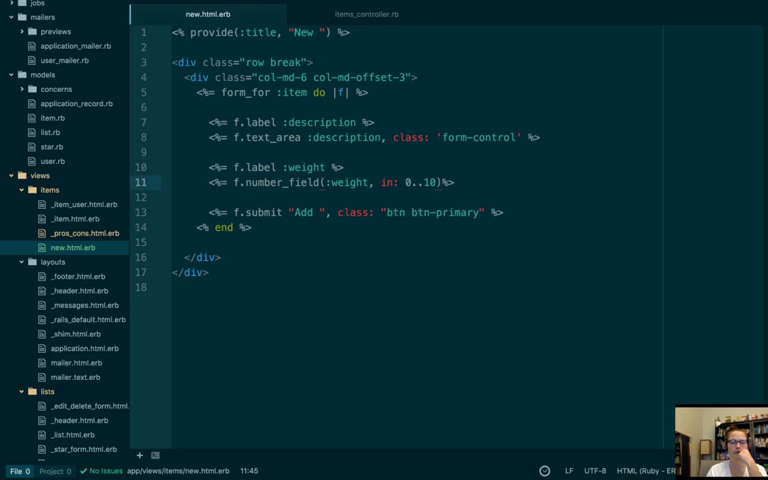 new.html.erb
items_controller.rb
jobs
mailers
previews
application_mailer.rb
user_mailer.rb
models
concerns
application_record.rb
item.rb
list.rb
star.rb
user.rb
views
items
_item_user.html.erb
_item.html.erb
_pros_cons.html.erb
new.html.erb
layouts
_footer.html.erb
_header.html.erb
_messages.html.erb
_rails_default.html.erb
_shim.html.erb
application.html.erb
mailer.html.erb
mailer.text.erb
lists
_edit_delete_form.html.
_header.html.erb
_list.html.erb
_star_form.html.erb
1 <% provide(:title, "New ") %>
2
3 <div class="row break">
4 <div class="col-md-6 col-md-offset-3">
5 <%= form_for :item do |f| %>
6
7 <%= f.label :description %>
8 <%= f.text_area :description, class: 'form-control' %>
9
10 <%= f.label :weight %>
11 <%= f.number_field(:weight, in: 0..10)%>
12
13 <%= f.submit "Add ", class: "btn btn-primary" %>
14 <% end %>
15
16 </div>
17 </div>
18
File 0 Project 0 No Issues app/views/items/new.html.erb 11:45 LF UTF-8 HTML (Ruby - ER